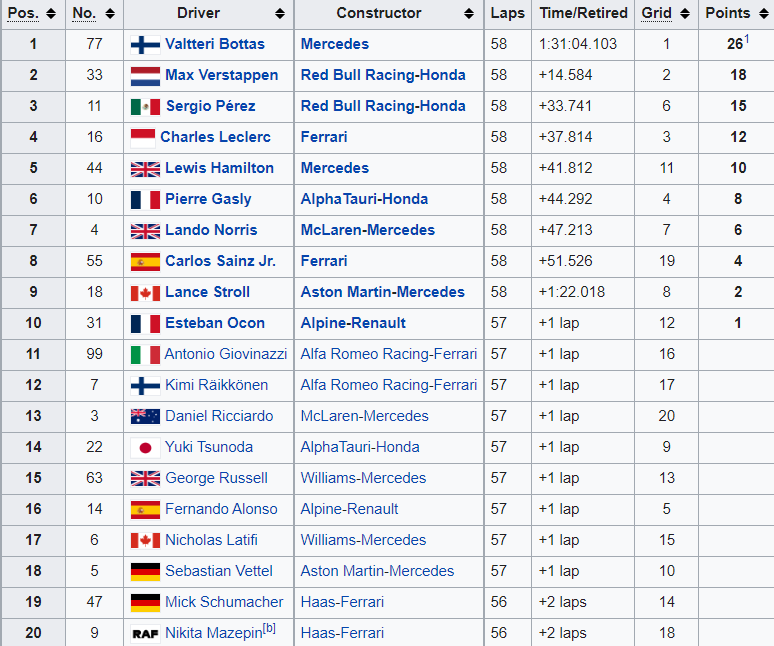 Pos. No. Driver Constructor Laps Time/Retired Grid Points
1 77 Valtteri Bottas Mercedes 58 1:31:04.103 1 26¹
2 33 Max Verstappen Red Bull Racing-Honda 58 +14.584 2 18
3 11 Sergio Pérez Red Bull Racing-Honda 58 +33.741 6 15
4 16 Charles Leclerc Ferrari 58 +37.814 3 12
5 44 Lewis Hamilton Mercedes 58 +41.812 11 10
6 10 Pierre Gasly AlphaTauri-Honda 58 +44.292 4 8
7 4 Lando Norris McLaren-Mercedes 58 +47.213 7 6
8 55 Carlos Sainz Jr. Ferrari 58 +51.526 19 4
9 18 Lance Stroll Aston Martin-Mercedes 58 +1:22.018 8 2
10 31 Esteban Ocon Alpine-Renault 57 +1 lap 12 1
11 99 Antonio Giovinazzi Alfa Romeo Racing-Ferrari 57 +1 lap 16
12 7 Kimi Räikkönen Alfa Romeo Racing-Ferrari 57 +1 lap 17
13 3 Daniel Ricciardo McLaren-Mercedes 57 +1 lap 20
14 22 Yuki Tsunoda AlphaTauri-Honda 57 +1 lap 9
15 63 George Russell Williams-Mercedes 57 +1 lap 13
16 14 Fernando Alonso Alpine-Renault 57 +1 lap 5
17 6 Nicholas Latifi Williams-Mercedes 57 +1 lap 15
18 5 Sebastian Vettel Aston Martin-Mercedes 57 +1 lap 10
19 47 Mick Schumacher Haas-Ferrari 56 +2 laps 14
20 9 RAF Nikita Mazepin[b] Haas-Ferrari 56 +2 laps 18